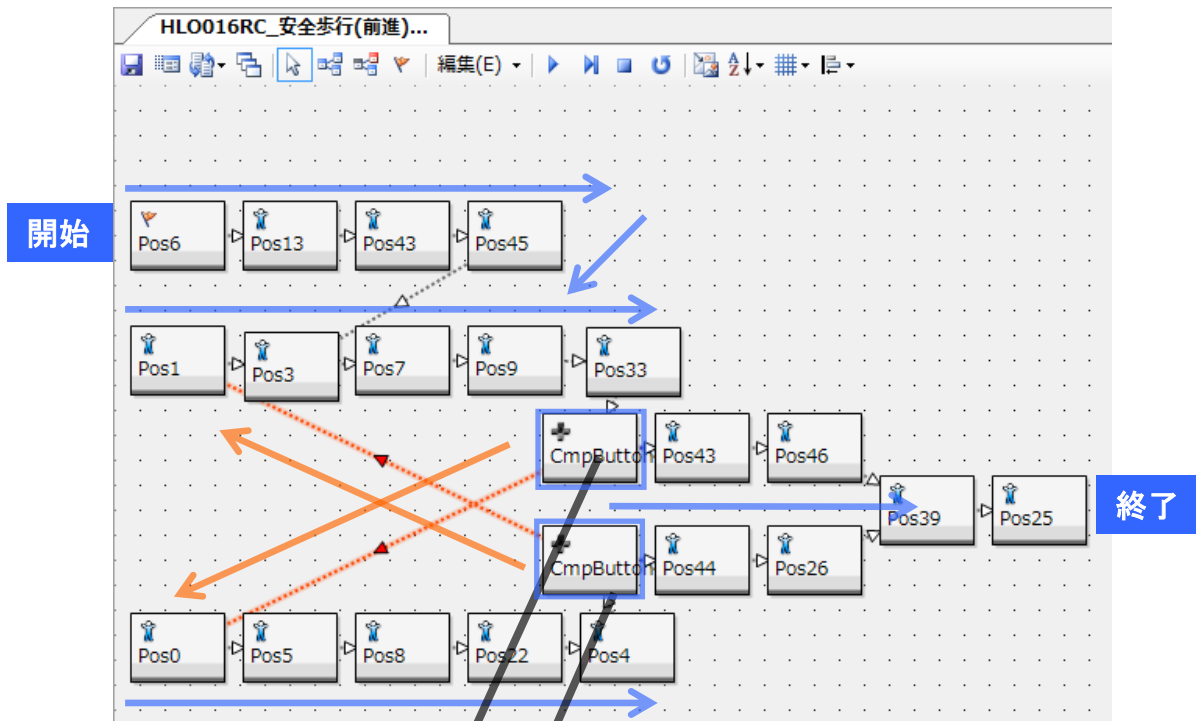 HLO016RC_安全歩行(前進)...
編集(E)
開始
Pos6
Pos13
Pos43
Pos45
Pos1
Pos3
Pos7
Pos9
Pos33
CmpButton
Pos43
Pos46
Pos39
Pos25
終了
CmpButton
Pos44
Pos26
Pos0
Pos5
Pos8
Pos22
Pos4